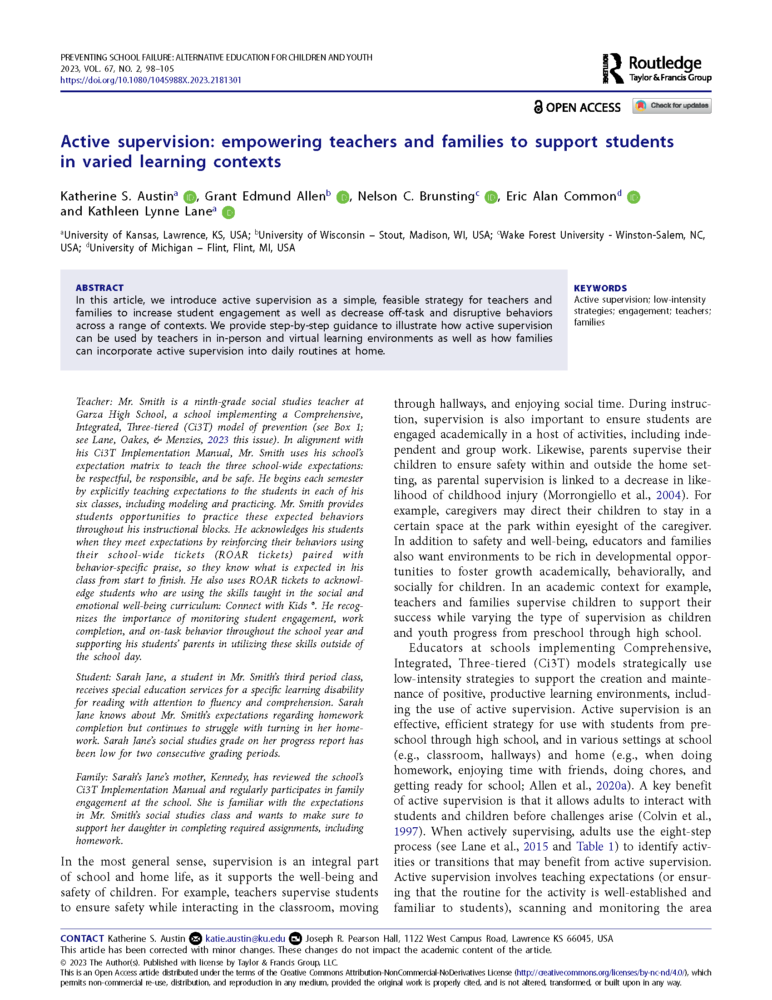 PREVENTING SCHOOL FAILURE: ALTERNATIVE EDUCATION FOR CHILDREN AND YOUTH
2023, VOL. 67, NO. 2, 98–105
https://doi.org/10.1080/1045988X.2023.2181301
ROUTLEDGE
Routledge
Taylor & Francis Group
OPEN ACCESS
Check for updates
Active supervision: empowering teachers and families to support students
in varied learning contexts
Katherine S. Austinᵃ iD, Grant Edmund Allenᵇ iD, Nelson C. Brunstingᶜ iD, Eric Alan Commonᵈ iD
and Kathleen Lynne Laneᵃ iD
ᵃUniversity of Kansas, Lawrence, KS, USA; ᵇUniversity of Wisconsin – Stout, Madison, WI, USA; ᶜWake Forest University - Winston-Salem, NC,
USA; ᵈUniversity of Michigan – Flint, Flint, MI, USA
ABSTRACT
In this article, we introduce active supervision as a simple, feasible strategy for teachers and
families to increase student engagement as well as decrease off-task and disruptive behaviors
across a range of contexts. We provide step-by-step guidance to illustrate how active supervision
can be used by teachers in in-person and virtual learning environments as well as how families
can incorporate active supervision into daily routines at home.
KEYWORDS
Active supervision; low-intensity
strategies; engagement; teachers;
families
Teacher: Mr. Smith is a ninth-grade social studies teacher at
Garza High School, a school implementing a Comprehensive,
Integrated, Three-tiered (Ci3T) model of prevention (see Box 1;
see Lane, Oakes, & Menzies, 2023 this issue). In alignment with
his Ci3T Implementation Manual, Mr. Smith uses his school's
expectation matrix to teach the three school-wide expectations:
be respectful, be responsible, and be safe. He begins each semester
by explicitly teaching expectations to the students in each of his
six classes, including modeling and practicing. Mr. Smith provides
students opportunities to practice these expected behaviors
throughout his instructional blocks. He acknowledges his students
when they meet expectations by reinforcing their behaviors using
their school-wide tickets (ROAR tickets) paired with
behavior-specific praise, so they know what is expected in his
class from start to finish. He also uses ROAR tickets to acknowl-
edge students who are using the skills taught in the social and
emotional well-being curriculum: Connect with Kids ®. He recog-
nizes the importance of monitoring student engagement, work
completion, and on-task behavior throughout the school year and
supporting his students' parents in utilizing these skills outside of
the school day.
Student: Sarah Jane, a student in Mr. Smith's third period class,
receives special education services for a specific learning disability
for reading with attention to fluency and comprehension. Sarah
Jane knows about Mr. Smith's expectations regarding homework
completion but continues to struggle with turning in her home-
work. Sarah Jane's social studies grade on her progress report has
been low for two consecutive grading periods.
Family: Sarah's Jane's mother, Kennedy, has reviewed the school's
Ci3T Implementation Manual and regularly participates in family
engagement at the school. She is familiar with the expectations
in Mr. Smith's social studies class and wants to make sure to
support her daughter in completing required assignments, including
homework.
In the most general sense, supervision is an integral part
of school and home life, as it supports the well-being and
safety of children. For example, teachers supervise students
to ensure safety while interacting in the classroom, moving
through hallways, and enjoying social time. During instruc-
tion, supervision is also important to ensure students are
engaged academically in a host of activities, including inde-
pendent and group work. Likewise, parents supervise their
children to ensure safety within and outside the home set-
ting, as parental supervision is linked to a decrease in like-
lihood of childhood injury (Morrongiello et al., 2004). For
example, caregivers may direct their children to stay in a
certain space at the park within eyesight of the caregiver.
In addition to safety and well-being, educators and families
also want environments to be rich in developmental oppor-
tunities to foster growth academically, behaviorally, and
socially for children. In an academic context for example,
teachers and families supervise children to support their
success while varying the type of supervision as children
and youth progress from preschool through high school.
Educators at schools implementing Comprehensive,
Integrated, Three-tiered (Ci3T) models strategically use
low-intensity strategies to support the creation and mainte-
nance of positive, productive learning environments, includ-
ing the use of active supervision. Active supervision is an
effective, efficient strategy for use with students from pre-
school through high school, and in various settings at school
(e.g., classroom, hallways) and home (e.g., when doing
homework, enjoying time with friends, doing chores, and
getting ready for school; Allen et al., 2020a). A key benefit
of active supervision is that it allows adults to interact with
students and children before challenges arise (Colvin et al.,
1997). When actively supervising, adults use the eight-step
process (see Lane et al., 2015 and Table 1) to identify activ-
ities or transitions that may benefit from active supervision.
Active supervision involves teaching expectations (or ensur-
ing that the routine for the activity is well-established and
familiar to students), scanning and monitoring the area
CONTACT Katherine S. Austin katie.austin@ku.edu Joseph R. Pearson Hall, 1122 West Campus Road, Lawrence KS 66045, USA
This article has been corrected with minor changes. These changes do not impact the academic content of the article.
© 2023 The Author(s). Published with license by Taylor & Francis Group, LLC.
This is an Open Access article distributed under the terms of the Creative Commons Attribution-NonCommercial-NoDerivatives License (http://creativecommons.org/licenses/by-nc-nd/4.0/), which
permits non-commercial re-use, distribution, and reproduction in any medium, provided the original work is properly cited, and is not altered, transformed, or built upon in any way.